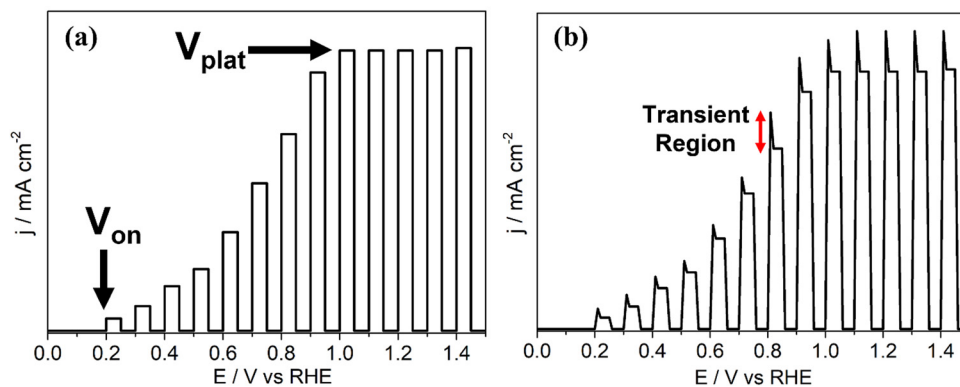 (a)
V_plat
V_on
j / mA cm⁻²
0.0 0.2 0.4 0.6 0.8 1.0 1.2 1.4
E / V vs RHE
(b)
Transient
Region
j / mA cm⁻²
0.0 0.2 0.4 0.6 0.8 1.0 1.2 1.4
E / V vs RHE